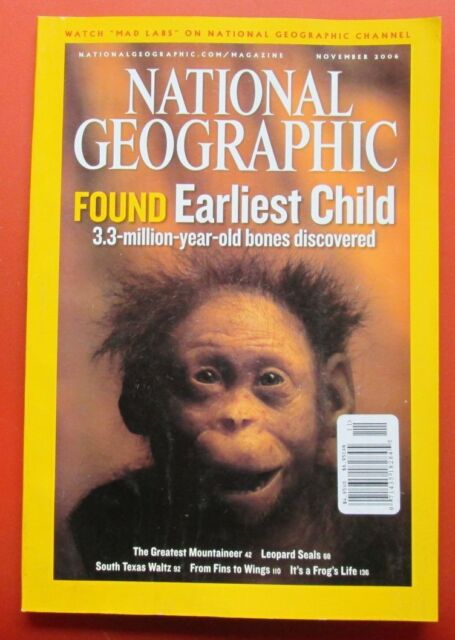 WATCH "MAD LABS" ON NATIONAL GEOGRAPHIC CHANNEL
NATIONALGEOGRAPHIC.COM/MAGAZINE NOVEMBER 2006
NATIONAL
GEOGRAPHIC
FOUND Earliest Child
3.3-million-year-old bones discovered
The Greatest Mountaineer 42 Leopard Seals 68
South Texas Waltz 92 From Fins to Wings 110 It's a Frog's Life 136